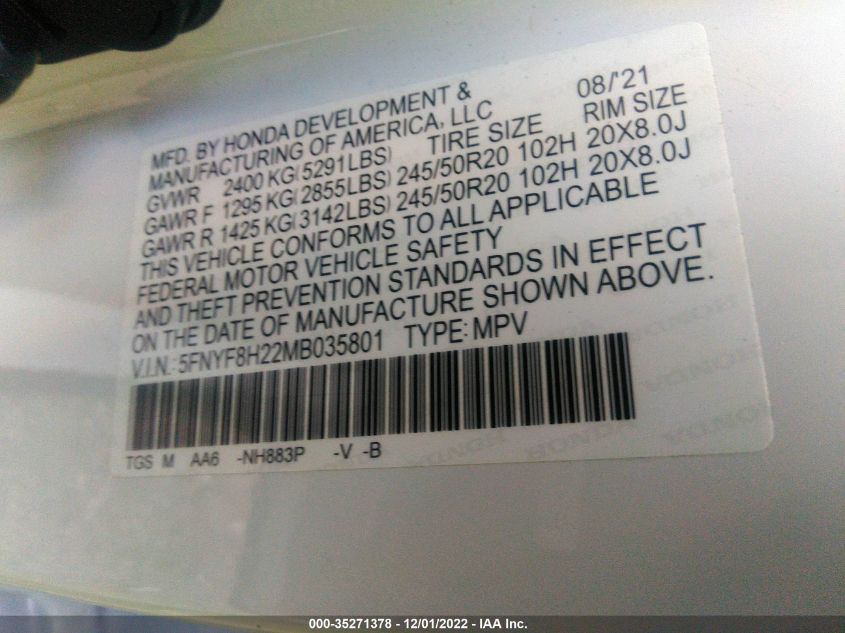 MFD. BY HONDA DEVELOPMENT & 08/'21
MANUFACTURING OF AMERICA, LLC
GVWR 2400 KG(5291LBS) TIRE SIZE RIM SIZE
GAWR F 1295 KG(2855LBS) 245/50R20 102H 20X8.0J
GAWR R 1425 KG(3142LBS) 245/50R20 102H 20X8.0J
THIS VEHICLE CONFORMS TO ALL APPLICABLE
FEDERAL MOTOR VEHICLE SAFETY
AND THEFT PREVENTION STANDARDS IN EFFECT
ON THE DATE OF MANUFACTURE SHOWN ABOVE.
V.I.N.: 5FNYF8H22MB035801 TYPE: MPV
TGS M AA6 -NH883P -V -B
HONDA HONDA HONDA
000-35271378 - 12/01/2022 - IAA Inc.